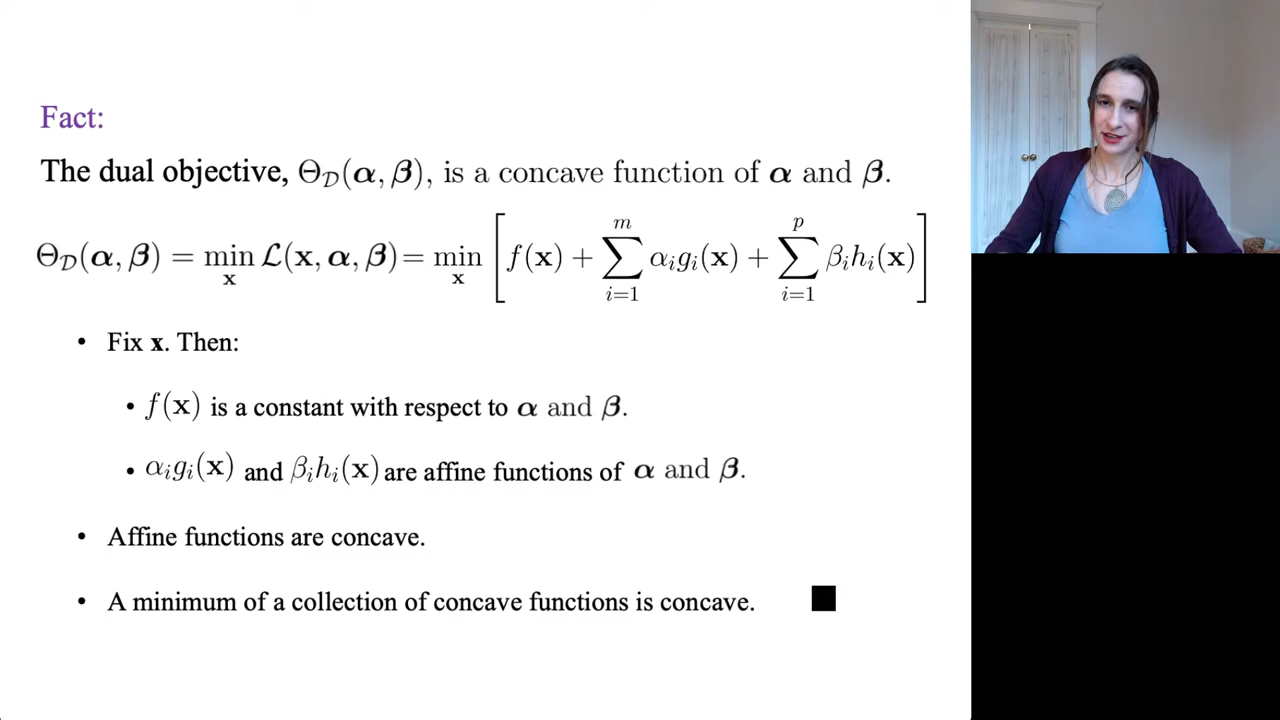 Fact:
The dual objective, Θ_𝒟(𝜶, 𝜷), is a concave function of 𝜶 and 𝜷.
Θ_𝒟(𝜶, 𝜷) = min_𝐱 ℒ(𝐱, 𝜶, 𝜷) = min_𝐱 [ f(𝐱) + ∑_{i=1}^{m} α_i g_i(𝐱) + ∑_{i=1}^{p} β_i h_i(𝐱) ]
• Fix 𝐱. Then:
• f(𝐱) is a constant with respect to 𝜶 and 𝜷.
• α_i g_i(𝐱) and β_i h_i(𝐱) are affine functions of 𝜶 and 𝜷.
• Affine functions are concave.
• A minimum of a collection of concave functions is concave. ■